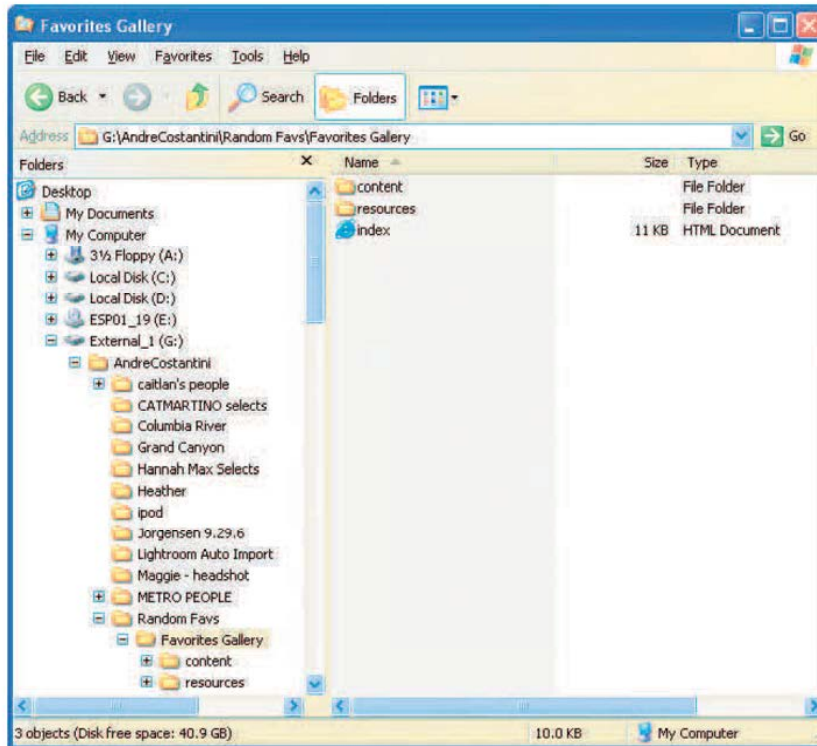 Favorites Gallery
File Edit View Favorites Tools Help
Back Search Folders
Address G:\AndreCostantini\Random Favs\Favorites Gallery Go
Folders x Name Size Type
Desktop
My Documents
My Computer
3½ Floppy (A:)
Local Disk (C:)
Local Disk (D:)
ESP01_19 (E:)
External_1 (G:)
AndreCostantini
caitlan's people
CATMARTINO selects
Columbia River
Grand Canyon
Hannah Max Selects
Heather
ipod
Jorgensen 9.29.6
Lightroom Auto Import
Maggie - headshot
METRO PEOPLE
Random Favs
Favorites Gallery
content
resources
content File Folder
resources File Folder
index 11 KB HTML Document
3 objects (Disk free space: 40.9 GB) 10.0 KB My Computer